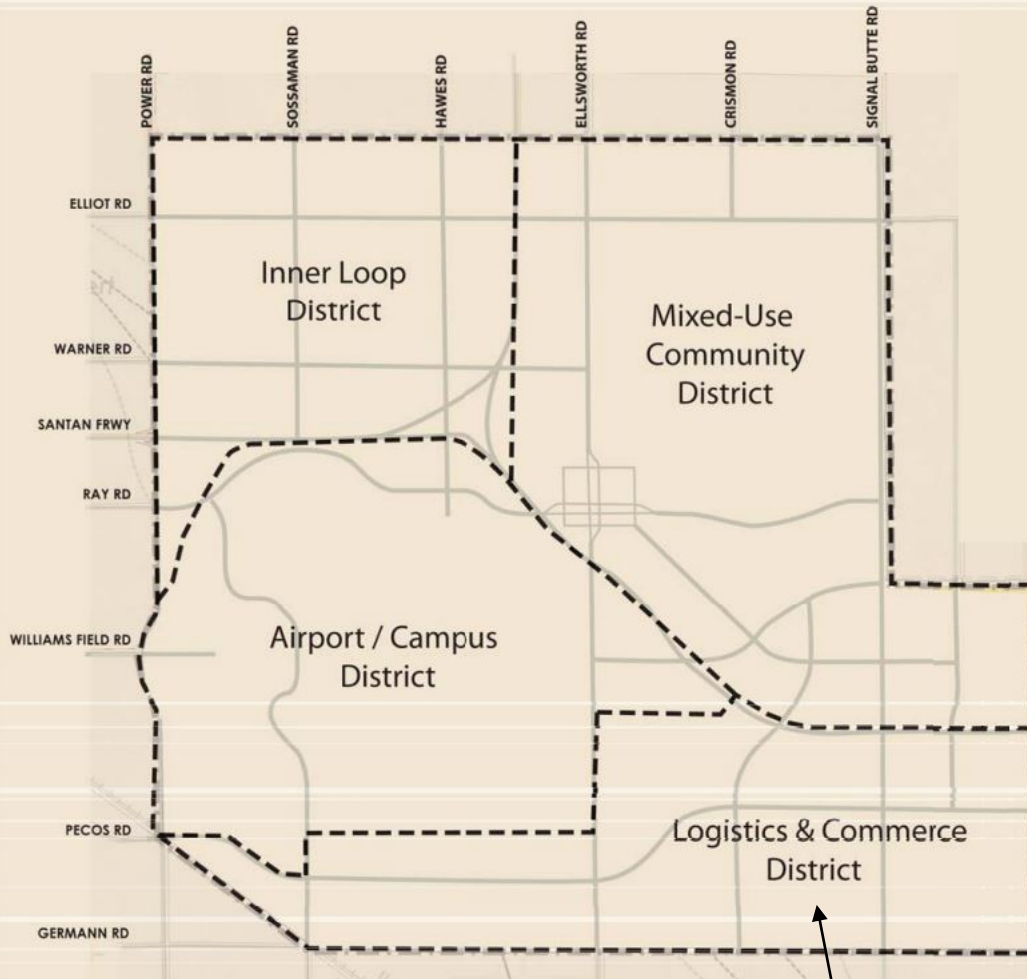 POWER RD
SOSSAMAN RD
HAWES RD
ELLSWORTH RD
CRISMON RD
SIGNAL BUTTE RD
ELLIOT RD
Inner Loop
District
Mixed-Use
Community
District
WARNER RD
SANTAN FRWY
RAY RD
WILLIAMS FIELD RD
Airport / Campus
District
PECOS RD
Logistics & Commerce
District
GERMANN RD